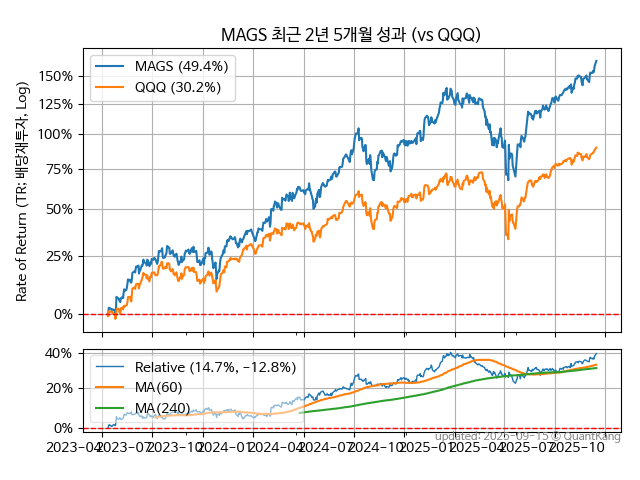 MAGS 최근 2년 5개월 성과 (vs QQQ)
Rate of Return (TR: 배당재투자, Log)
150%
125%
100%
75%
50%
25%
0%
MAGS (49.4%)
QQQ (30.2%)
40%
20%
0%
Relative (14.7%, −12.8%)
MA(60)
MA(240)
2023-04
2023-07
2023-10
2024-01
2024-04
2024-07
2024-10
2025-01
2025-04
2025-07
2025-10
updated: 2025-09-15 © QuantKang